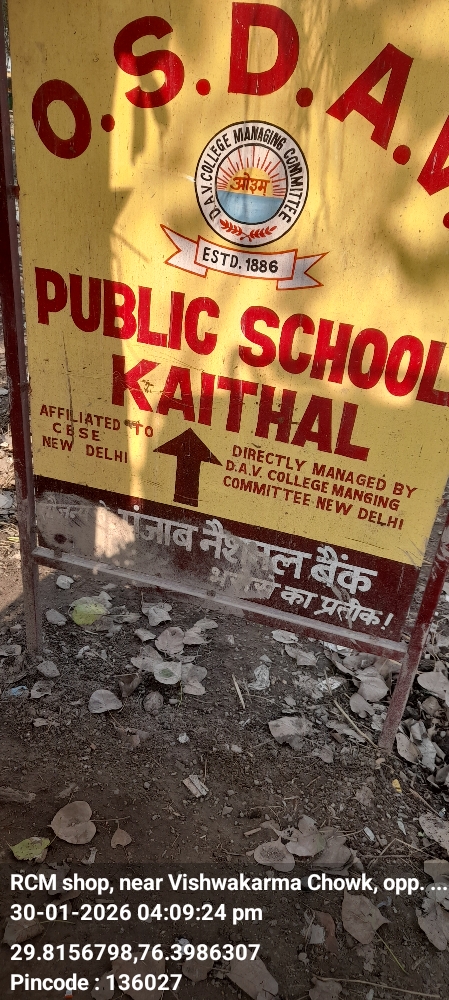 O.S.D.A.V.
D.A.V. COLLEGE MANAGING COMMITTEE
ओ३म्
ESTD. 1886
PUBLIC SCHOOL
KAITHAL
AFFILIATED TO
CBSE
NEW DELHI
DIRECTLY MANAGED BY
D.A.V. COLLEGE MANGING
COMMITTEE NEW DELHI
पंजाब नैशनल बैंक
का प्रतीक!
RCM shop, near Vishwakarma Chowk, opp. ...
30-01-2026 04:09:24 pm
29.8156798,76.3986307
Pincode : 136027